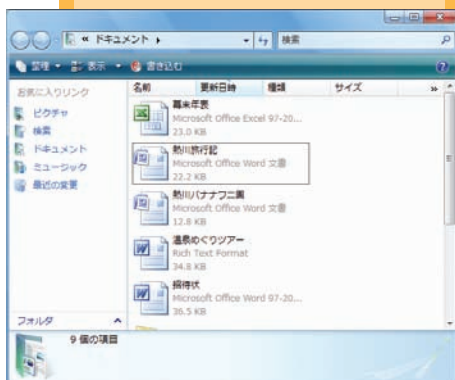 « ドキュメント
検索
整理 表示 書き込む
お気に入りリンク
ピクチャ
検索
ドキュメント
ミュージック
最近の変更
フォルダ
名前 更新日時 種類 サイズ »
幕末年表
Microsoft Office Excel 97-20...
23.0 KB
熱川旅行記
Microsoft Office Word 文書
22.2 KB
熱川バナナワニ園
Microsoft Office Word 文書
12.8 KB
温泉めぐりツアー
Rich Text Format
34.8 KB
招待状
Microsoft Office Word 97-20...
36.5 KB
9 個の項目